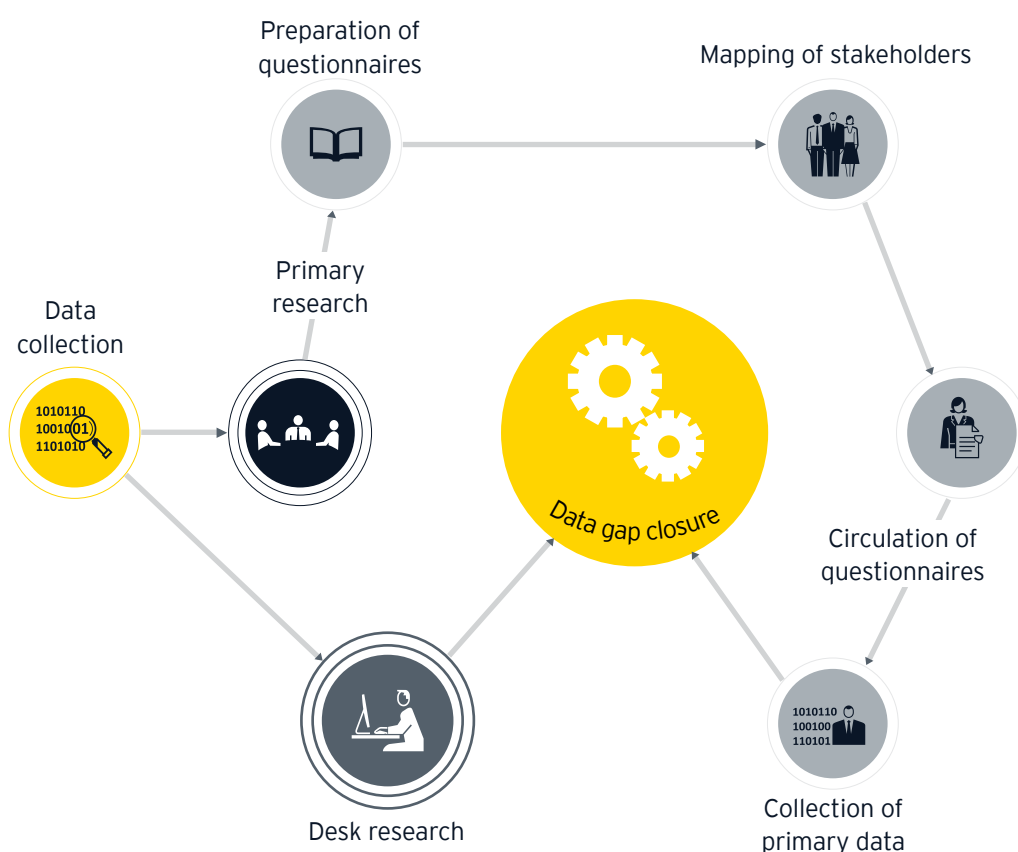 Preparation of
questionnaires
Mapping of stakeholders
Primary
research
Data
collection
1010110
1001001
1101010
Data gap closure
Circulation of
questionnaires
Desk research
1010110
100100
110101
Collection of
primary data